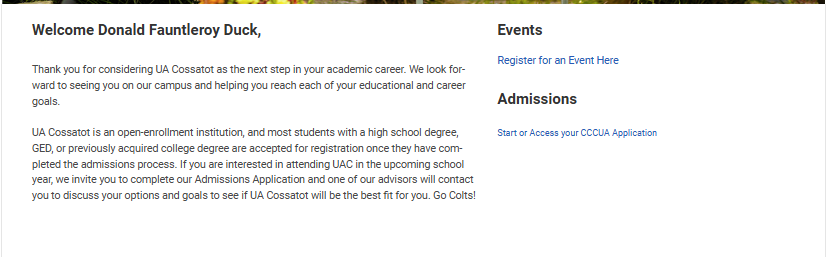 Welcome Donald Fauntleroy Duck,
Thank you for considering UA Cossatot as the next step in your academic career. We look for-
ward to seeing you on our campus and helping you reach each of your educational and career
goals.
UA Cossatot is an open-enrollment institution, and most students with a high school degree,
GED, or previously acquired college degree are accepted for registration once they have com-
pleted the admissions process. If you are interested in attending UAC in the upcoming school
year, we invite you to complete our Admissions Application and one of our advisors will contact
you to discuss your options and goals to see if UA Cossatot will be the best fit for you. Go Colts!
Events
Register for an Event Here
Admissions
Start or Access your CCCUA Application